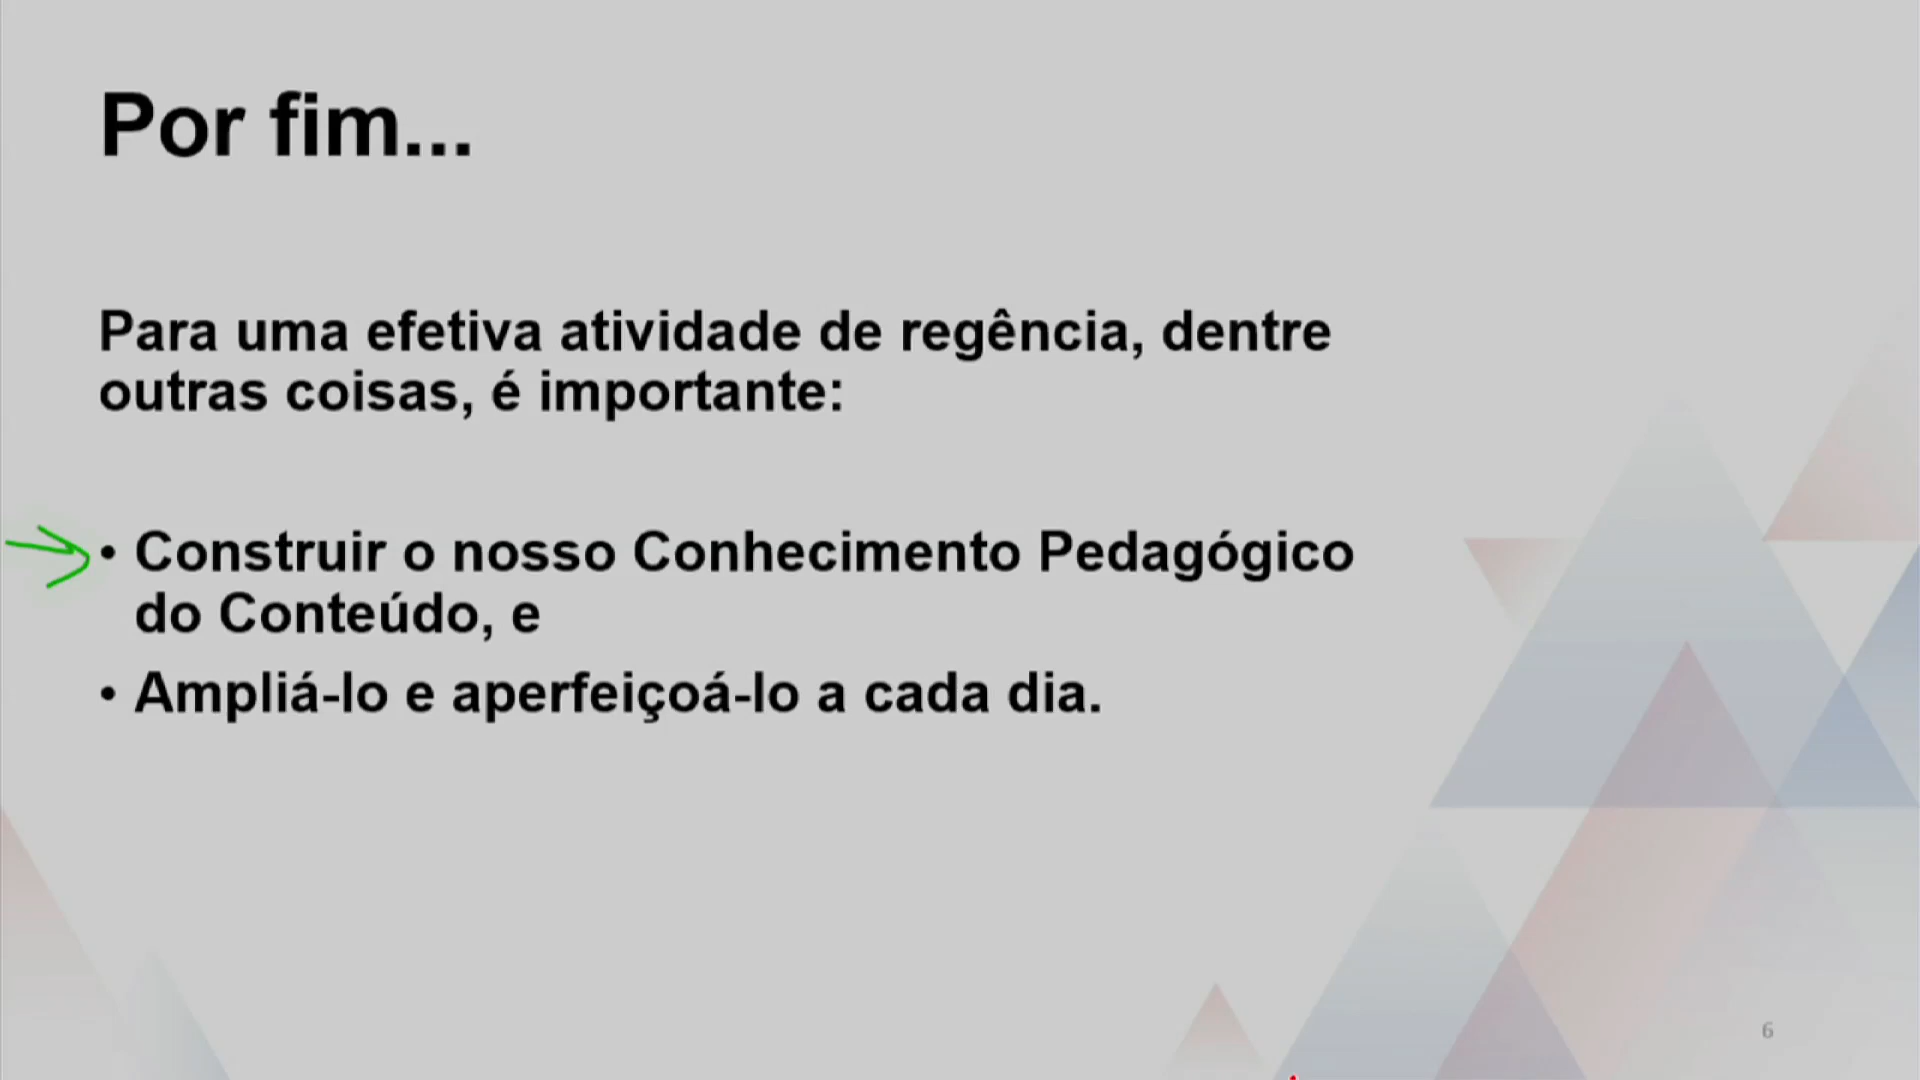 Por fim...
Para uma efetiva atividade de regência, dentre
outras coisas, é importante:
• Construir o nosso Conhecimento Pedagógico
do Conteúdo, e
• Ampliá-lo e aperfeiçoá-lo a cada dia.
6